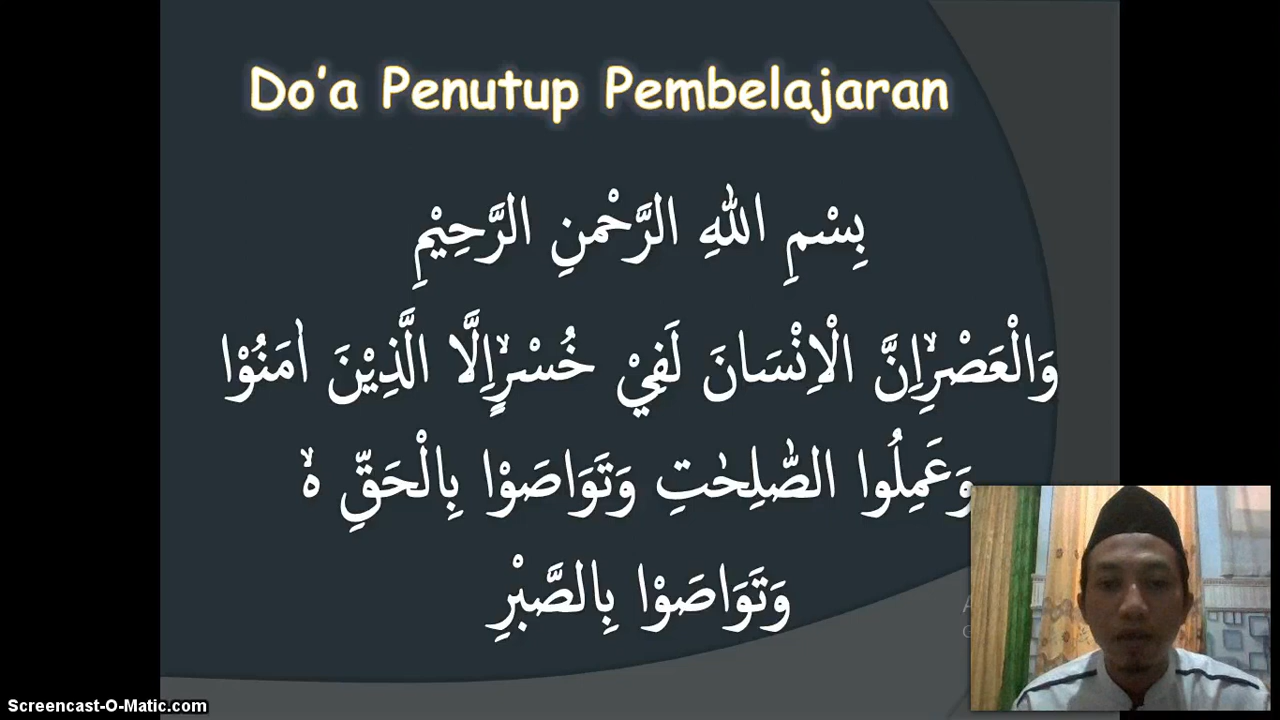 Do'a Penutup Pembelajaran
بِسْمِ اللهِ الرَّحْمنِ الرَّحِيْمِ
وَالْعَصْرِۙاِنَّ الْاِنْسَانَ لَفِيْ خُسْرٍۙاِلَّا الَّذِيْنَ اٰمَنُوْا
وَعَمِلُوا الصّٰلِحٰتِ وَتَوَاصَوْا بِالْحَقِّ ەۙ
وَتَوَاصَوْا بِالصَّبْرِ
Screencast-O-Matic.com